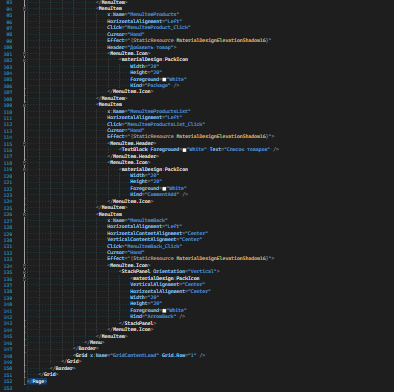 </MenuItem>
<MenuItem
x:Name="MenuItemProducts"
HorizontalAlignment="Left"
Click="MenuItemProduct_Click"
Cursor="Hand"
Effect="{StaticResource MaterialDesignElevationShadow16}"
Header="Добавить товар">
<MenuItem.Icon>
<materialDesign:PackIcon
Width="20"
Height="20"
Foreground="White"
Kind="Package" />
</MenuItem.Icon>
</MenuItem>
<MenuItem
x:Name="MenuItemProductsList"
HorizontalAlignment="Left"
Click="MenuItemProductsList_Click"
Cursor="Hand"
Effect="{StaticResource MaterialDesignElevationShadow16}">
<MenuItem.Header>
<TextBlock Foreground="White" Text="Список товаров" />
</MenuItem.Header>
<MenuItem.Icon>
<materialDesign:PackIcon
Width="20"
Height="20"
Foreground="White"
Kind="CommentAdd" />
</MenuItem.Icon>
</MenuItem>
<MenuItem
x:Name="MenuItemBack"
HorizontalAlignment="Left"
HorizontalContentAlignment="Center"
VerticalContentAlignment="Center"
Click="MenuItemBack_Click"
Cursor="Hand"
Effect="{StaticResource MaterialDesignElevationShadow16}">
<MenuItem.Icon>
<StackPanel Orientation="Vertical">
<materialDesign:PackIcon
VerticalAlignment="Center"
HorizontalAlignment="Center"
Width="20"
Height="20"
Foreground="White"
Kind="ArrowBack" />
</StackPanel>
</MenuItem.Icon>
</MenuItem>
</Menu>
</Border>
<Grid x:Name="GridContentLoad" Grid.Row="1" />
</Grid>
</Border>
</Grid>
</Page>